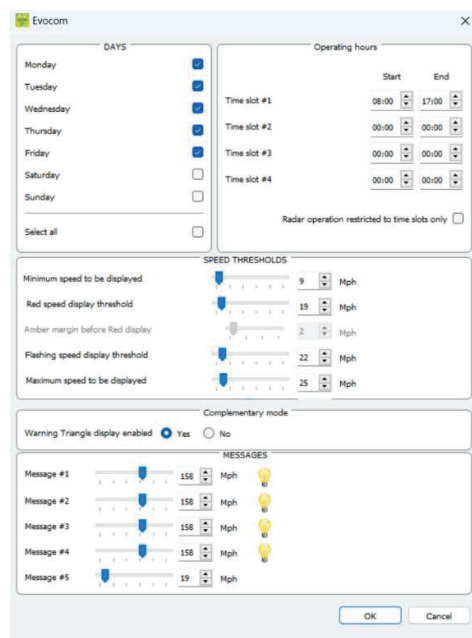 Evocom
DAYS
Monday
Tuesday
Wednesday
Thursday
Friday
Saturday
Sunday
Select all
Operating hours
Start End
Time slot #1 08:00 17:00
Time slot #2 00:00 00:00
Time slot #3 00:00 00:00
Time slot #4 00:00 00:00
Radar operation restricted to time slots only
SPEED THRESHOLDS
Minimum speed to be displayed 9 Mph
Red speed display threshold 19 Mph
Amber margin before Red display 2 Mph
Flashing speed display threshold 22 Mph
Maximum speed to be displayed 25 Mph
Complementary mode
Warning Triangle display enabled Yes No
MESSAGES
Message #1 158 Mph
Message #2 158 Mph
Message #3 158 Mph
Message #4 158 Mph
Message #5 19 Mph
OK Cancel